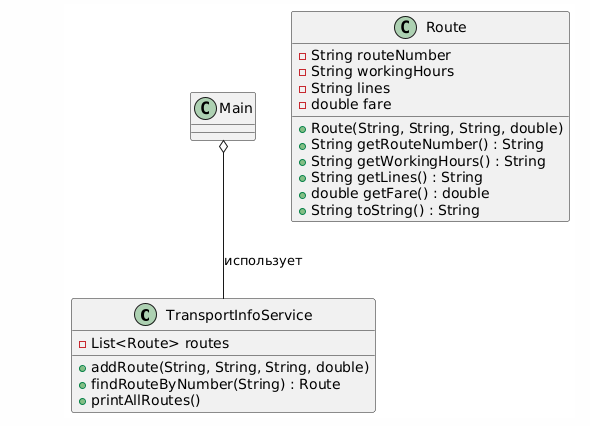 C Route
String routeNumber
String workingHours
String lines
double fare
Route(String, String, String, double)
String getRouteNumber() : String
String getWorkingHours() : String
String getLines() : String
double getFare() : double
String toString() : String
C Main
использует
C TransportInfoService
List<Route> routes
addRoute(String, String, String, double)
findRouteByNumber(String) : Route
printAllRoutes()